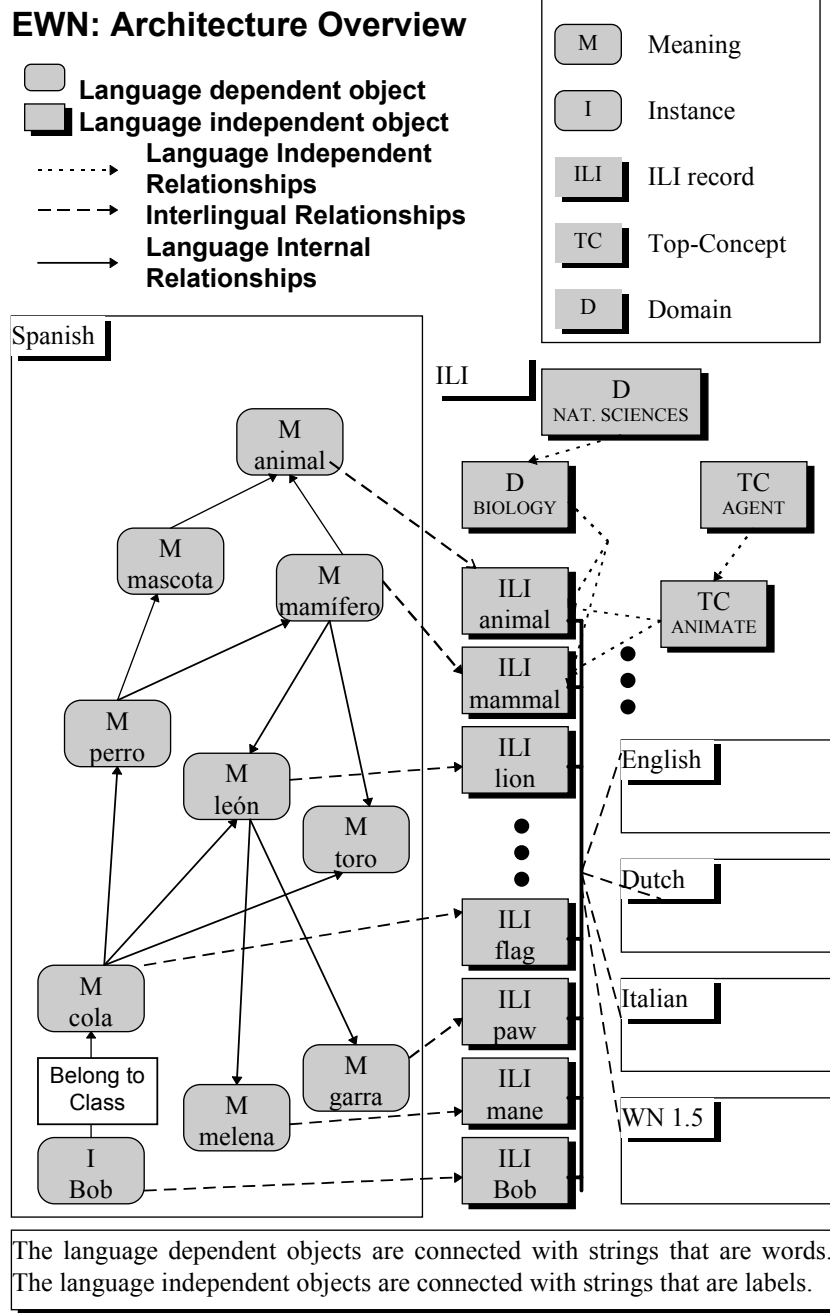 EWN: Architecture Overview
Language dependent object
Language independent object
Language Independent
Relationships
Interlingual Relationships
Language Internal
Relationships
M
Meaning
I
Instance
ILI
ILI record
TC
Top-Concept
D
Domain
Spanish
M
animal
M
mascota
M
mamífero
M
perro
M
león
M
toro
M
cola
Belong to
Class
M
garra
M
melena
I
Bob
ILI
D
NAT. SCIENCES
D
BIOLOGY
TC
AGENT
ILI
animal
TC
ANIMATE
ILI
mammal
ILI
lion
ILI
flag
ILI
paw
ILI
mane
ILI
Bob
English
Dutch
Italian
WN 1.5
The language dependent objects are connected with strings that are words.
The language independent objects are connected with strings that are labels.